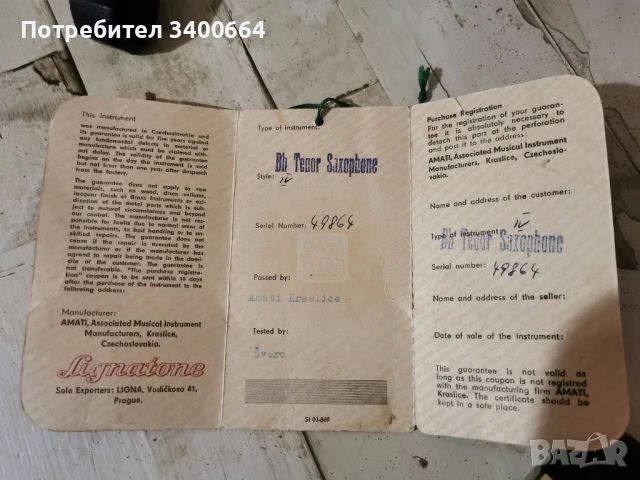 Потребител 3400664
This Instrument
was manufactured in Czechoslovakia and
its guarantee is valid for five years against
any fundamental defects in material or
manufacture which must be claimed with-
out delay. The validity of the guarantee
begins on the day the instrument is sold
but not later than one year after despatch
from the factory.
The guarantee does not apply to raw
materials, such as wood, drum vellums,
lacquer finish of Brass Instruments or oxi-
dization of the metal parts which is sub-
ject to natural circumstances and beyond
our control. The manufacturer is not res-
ponsible for faults due to normal wear of
the instruments, to bad handling or to un-
skilled repairs. The guarantee does not
cease if the repair is executed by the
manufacturer or if the manufacturer has
agreed to repair being made in the domi-
cile of the customer. The guarantee is
not transferable. "The purchase registra-
tion" coupon is to be sent within 10 days
after the purchase of the instrument to the
following address:
Manufacturer:
AMATI, Associated Musical Instrument
Manufacturers, Kraslice,
Czechoslovakia.
Lignatone
Sole Exporters: LIGNA, Vodičkova 41,
Prague.
Type of instrument:
Bb Tenor Saxophone
Style: IV
Serial Number: 49864
Passed by:
Amati Kraslice
Tested by:
Švarc
St 03-869
Purchase Registration
For the registration of your guaran-
tee it is absolutely necessary to
detach this part at the perforation
and post it to the address:
AMATI, Associated Musical Instrument
Manufacturers, Kraslice, Czechoslo-
vakia.
Name and address of the customer:
Type of instrument: IV
Bb Tenor Saxophone
Serial number: 49864
Name and address of the seller:
Date of sale of the instrument:
This guarantee is not valid as
long as this coupon is not registred
with the manufacturing firm AMATI,
Kraslice. The certificate should be
kept in a safe place.
BAZAR